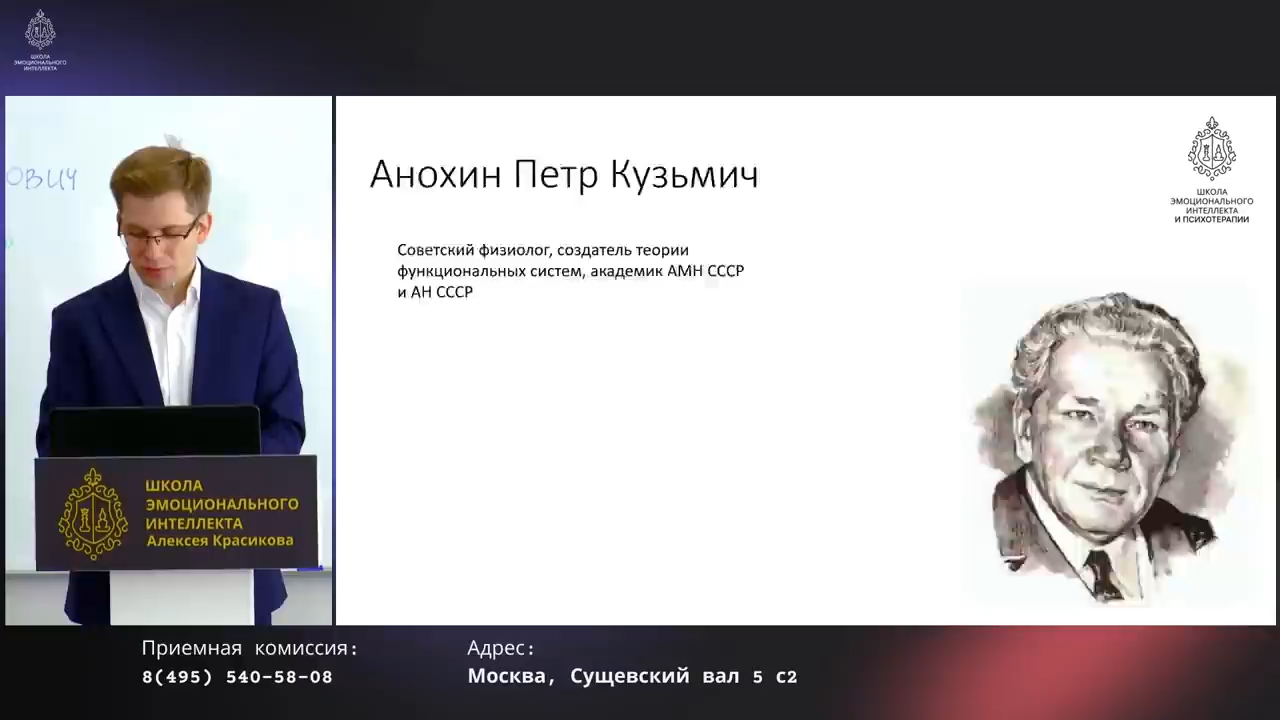 ШКОЛА
ЭМОЦИОНАЛЬНОГО
ИНТЕЛЛЕКТА
ОВИЧ
Анохин Петр Кузьмич
ШКОЛА
ЭМОЦИОНАЛЬНОГО
ИНТЕЛЛЕКТА
И ПСИХОТЕРАПИИ
Советский физиолог, создатель теории
функциональных систем, академик АМН СССР
и АН СССР
ШКОЛА
ЭМОЦИОНАЛЬНОГО
ИНТЕЛЛЕКТА
Алексея Красикова
Приемная комиссия:
8(495) 540-58-08
Адрес:
Москва, Сущевский вал 5 с2